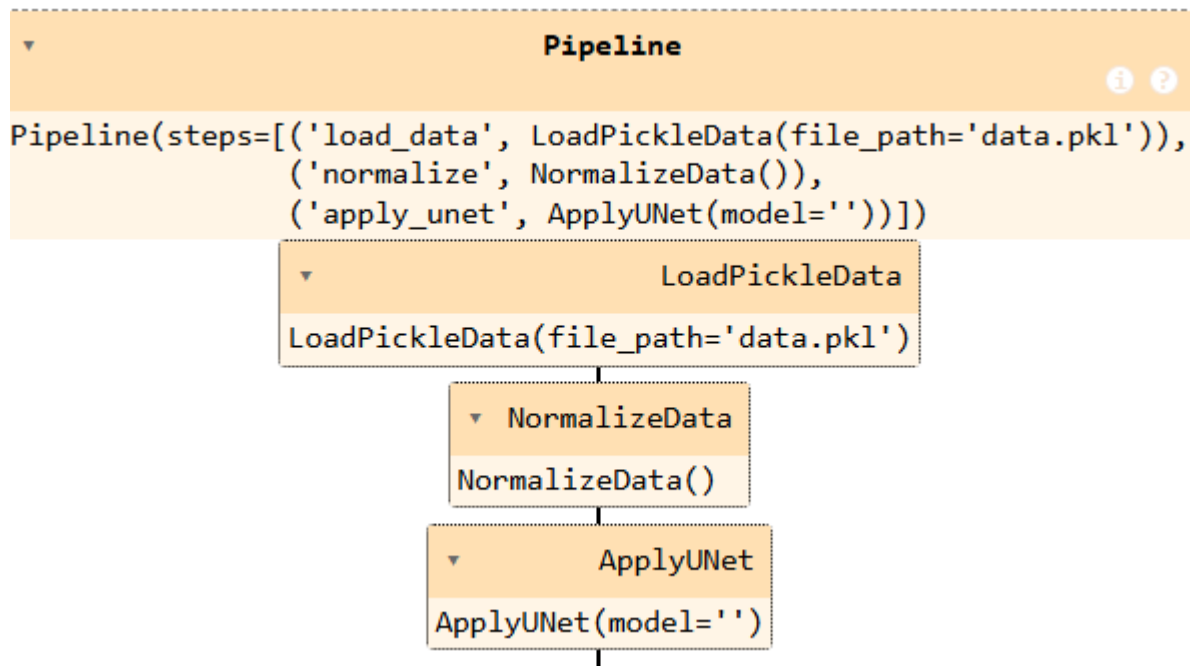 Pipeline
i ?
Pipeline(steps=[('load_data', LoadPickleData(file_path='data.pkl')),
('normalize', NormalizeData()),
('apply_unet', ApplyUNet(model=''))])
LoadPickleData
LoadPickleData(file_path='data.pkl')
NormalizeData
NormalizeData()
ApplyUNet
ApplyUNet(model='')